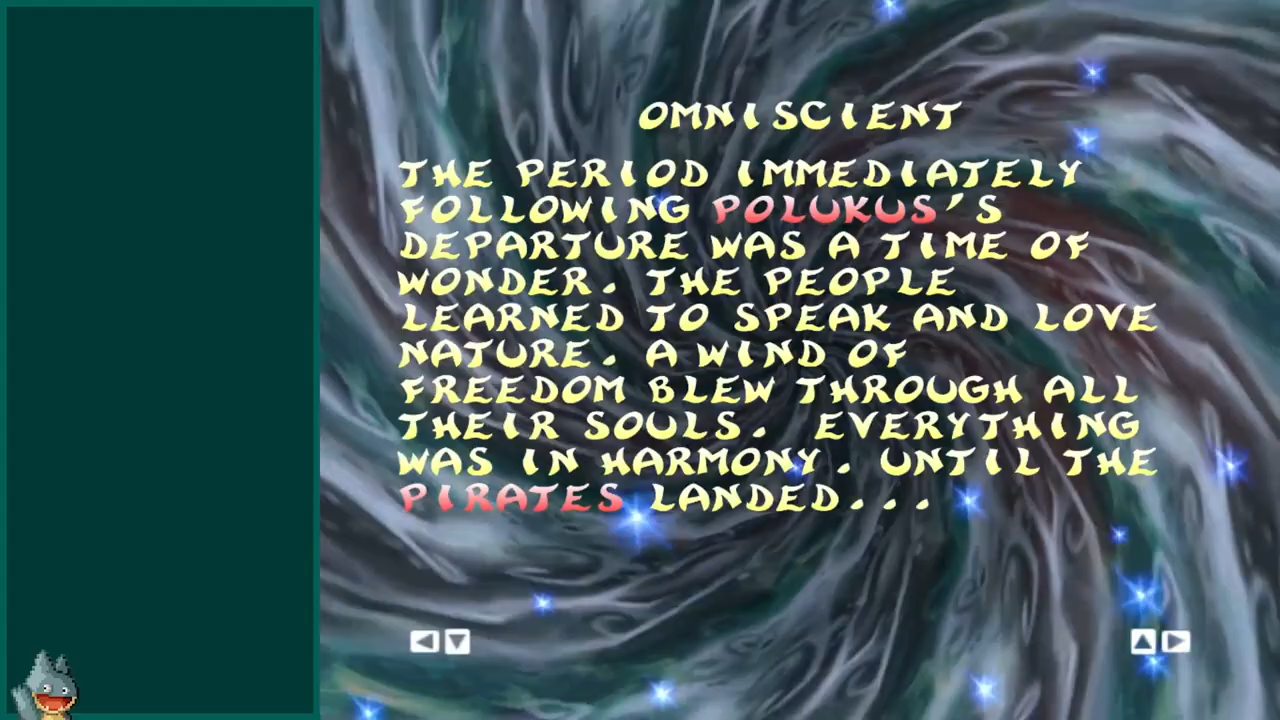 OMNISCIENT
THE PERIOD IMMEDIATELY
FOLLOWING POLUKUS'S
DEPARTURE WAS A TIME OF
WONDER. THE PEOPLE
LEARNED TO SPEAK AND LOVE
NATURE. A WIND OF
FREEDOM BLEW THROUGH ALL
THEIR SOULS. EVERYTHING
WAS IN HARMONY. UNTIL THE
PIRATES LANDED...